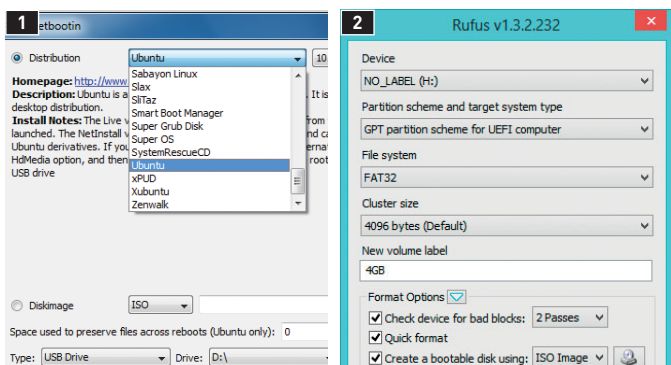 1 etbootin
Distribution Ubuntu 10
Sabayon Linux
Slax
SliTaz
Smart Boot Manager
Super Grub Disk
Super OS
SystemRescueCD
Ubuntu
xPUD
Xubuntu
Zenwalk
Homepage: http://www
Description: Ubuntu is a . It is
desktop distribution.
Install Notes: The Live v from
launched. The NetInstall v nd ca
Ubuntu derivatives. If you
HdMedia option, and then root
USB drive
Diskimage ISO
Space used to preserve files across reboots (Ubuntu only): 0
Type: USB Drive Drive: D:\
2 Rufus v1.3.2.232
Device
NO_LABEL (H:)
Partition scheme and target system type
GPT partition scheme for UEFI computer
File system
FAT32
Cluster size
4096 bytes (Default)
New volume label
4GB
Format Options
Check device for bad blocks: 2 Passes
Quick format
Create a bootable disk using: ISO Image